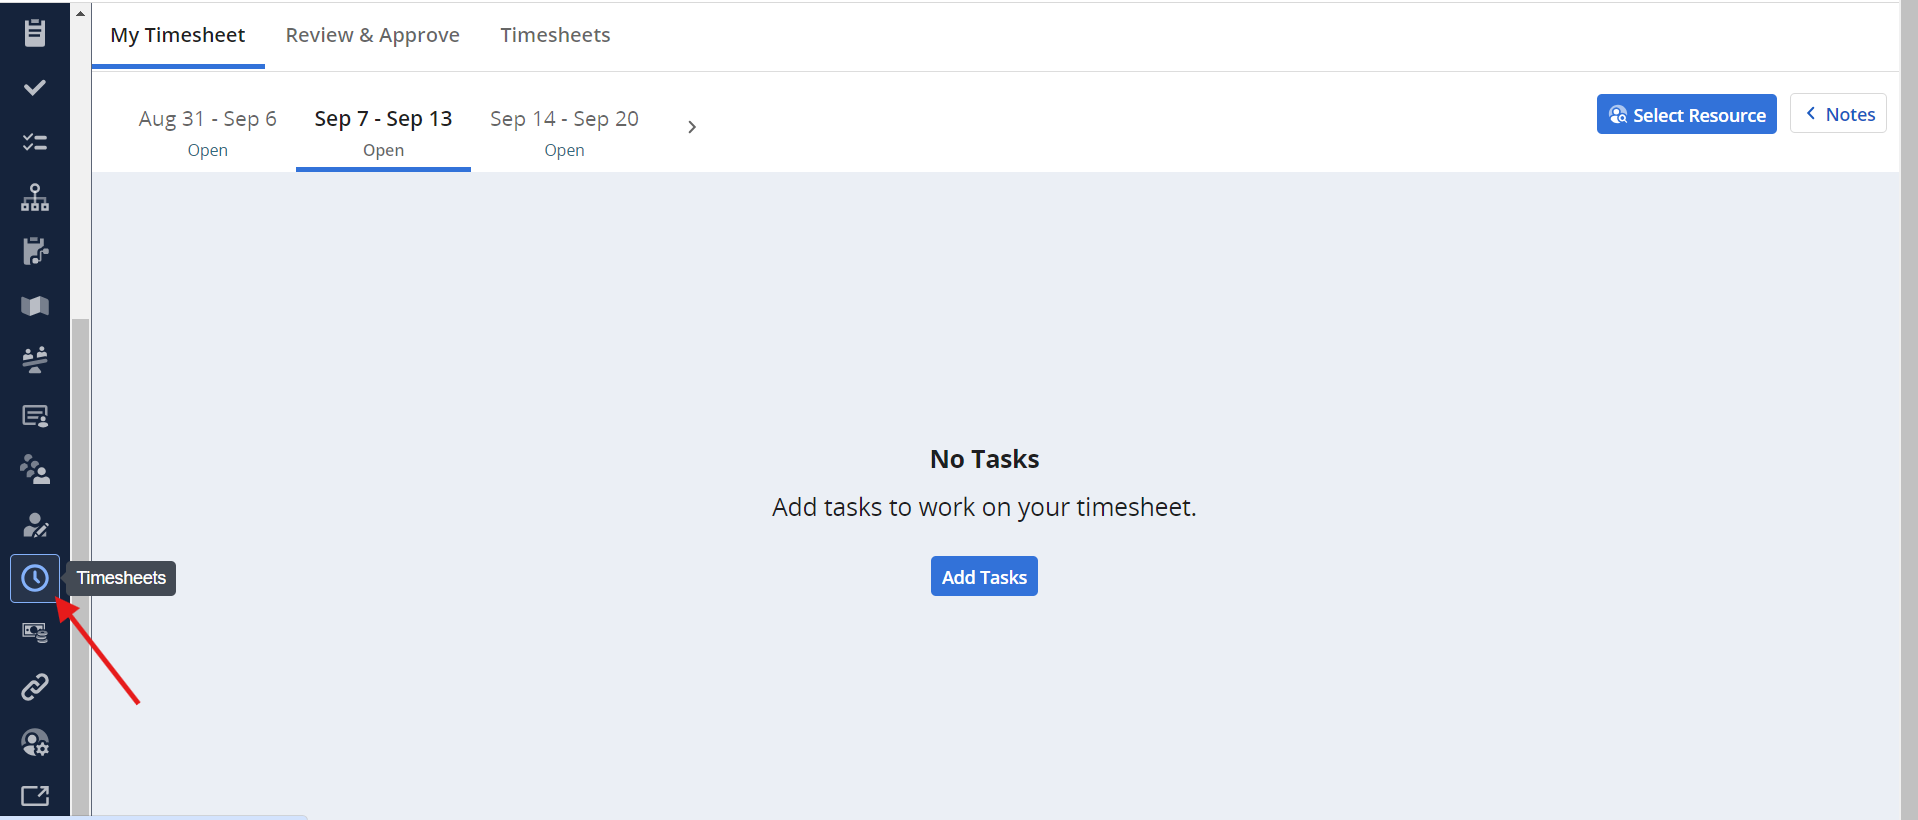 My Timesheet Review & Approve Timesheets
Aug 31 - Sep 6 Sep 7 - Sep 13 Sep 14 - Sep 20
Open Open Open
Select Resource Notes
No Tasks
Add tasks to work on your timesheet.
Add Tasks
Timesheets